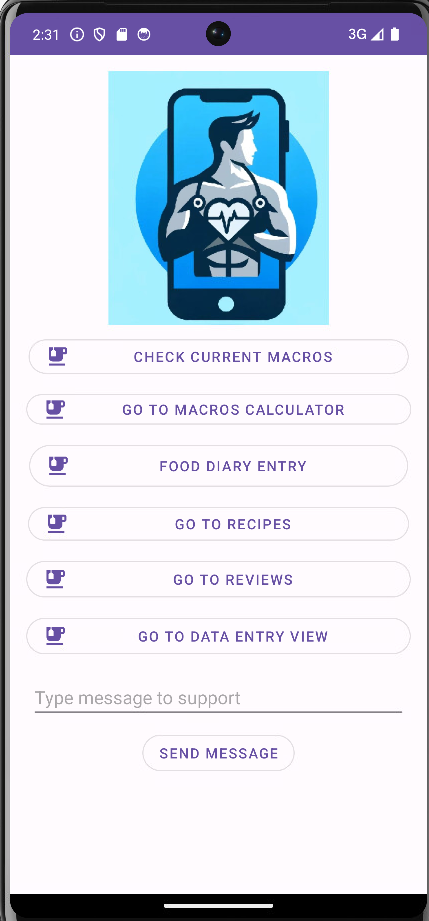 2:31
3G
CHECK CURRENT MACROS
GO TO MACROS CALCULATOR
FOOD DIARY ENTRY
GO TO RECIPES
GO TO REVIEWS
GO TO DATA ENTRY VIEW
Type message to support
SEND MESSAGE